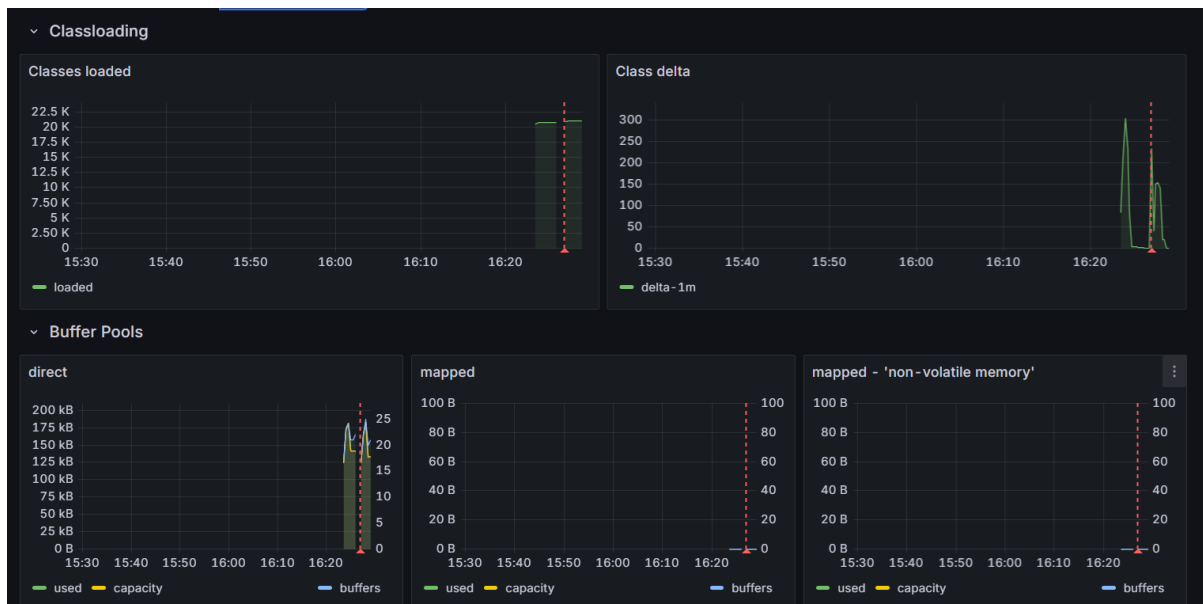 Classloading
Classes loaded
22.5 K
20 K
17.5 K
15 K
12.5 K
10 K
7.50 K
5 K
2.50 K
0
15:30 15:40 15:50 16:00 16:10 16:20
loaded
Class delta
300
250
200
150
100
50
0
15:30 15:40 15:50 16:00 16:10 16:20
delta-1m
Buffer Pools
direct
200 kB
175 kB
150 kB
125 kB
100 kB
75 kB
50 kB
25 kB
0 B
25
20
15
10
5
0
15:30 15:40 15:50 16:00 16:10 16:20
used capacity buffers
mapped
100 B
80 B
60 B
40 B
20 B
0 B
100
80
60
40
20
0
15:30 15:40 15:50 16:00 16:10 16:20
used capacity buffers
mapped - 'non-volatile memory'
100 B
80 B
60 B
40 B
20 B
0 B
100
80
60
40
20
0
15:30 15:40 15:50 16:00 16:10 16:20
used capacity buffers